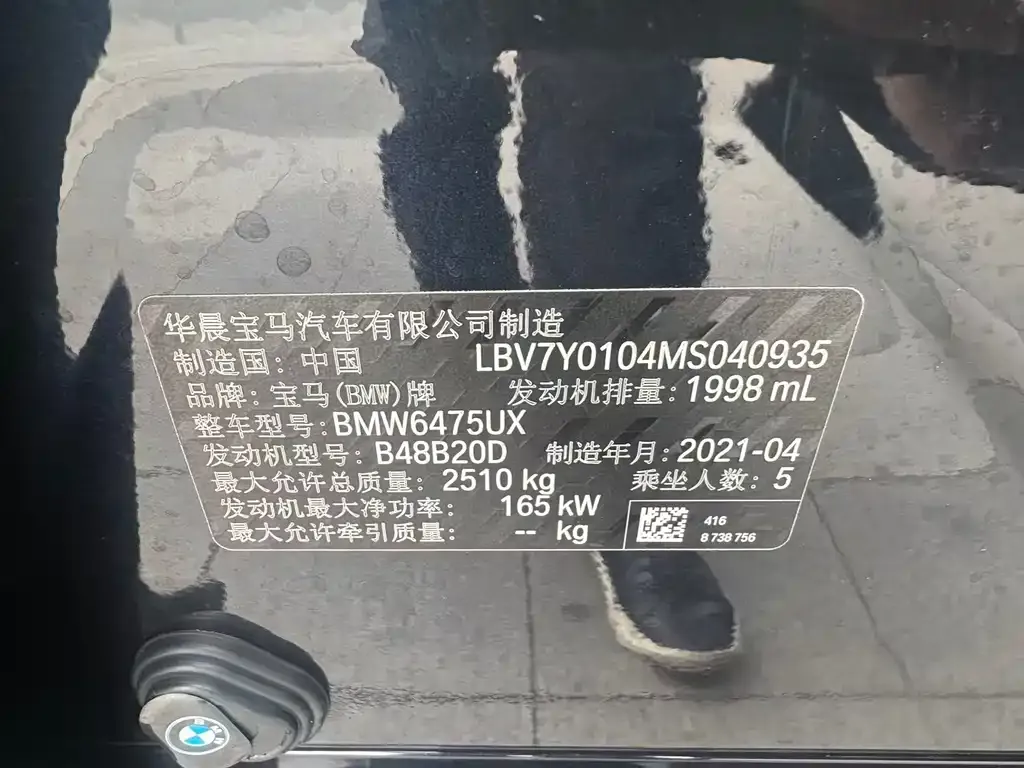 华晨宝马汽车有限公司制造
制造国: 中国 LBV7Y0104MS040935
品牌: 宝马(BMW)牌 发动机排量: 1998 mL
整车型号: BMW6475UX
发动机型号: B48B20D 制造年月: 2021-04
最大允许总质量: 2510 kg 乘坐人数: 5
发动机最大净功率: 165 kW
最大允许牵引质量: -- kg
416
8 738 756
BMW